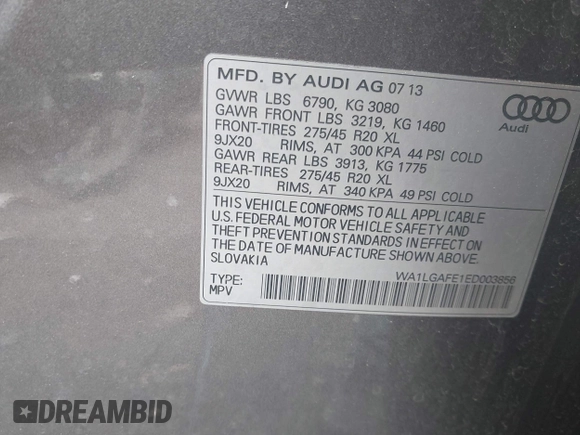 MFD. BY AUDI AG 07 13
GVWR LBS 6790, KG 3080
GAWR FRONT LBS 3219, KG 1460
FRONT-TIRES 275/45 R20 XL
9JX20 RIMS, AT 300 KPA 44 PSI COLD
GAWR REAR LBS 3913, KG 1775
REAR-TIRES 275/45 R20 XL
9JX20 RIMS, AT 340 KPA 49 PSI COLD
Audi
THIS VEHICLE CONFORMS TO ALL APPLICABLE
U.S. FEDERAL MOTOR VEHICLE SAFETY AND
THEFT PREVENTION STANDARDS IN EFFECT ON
THE DATE OF MANUFACTURE SHOWN ABOVE.
SLOVAKIA
TYPE:
MPV
WA1LGAFE1ED003856
DREAMBID